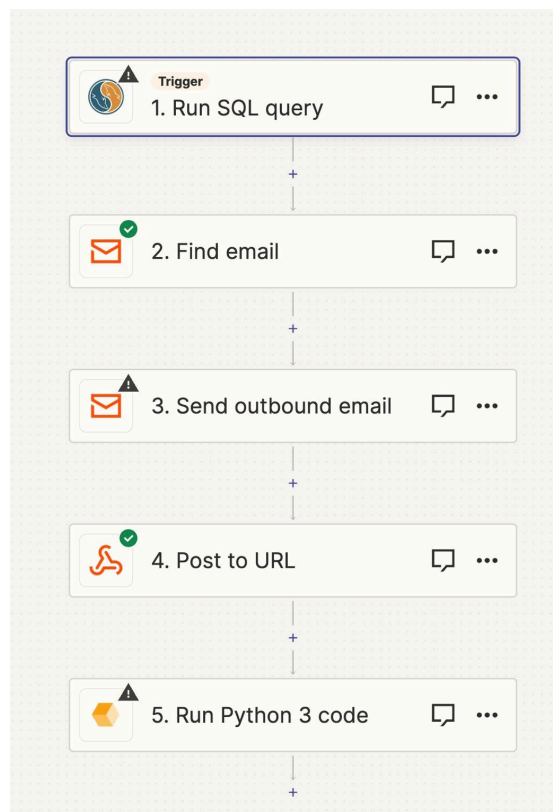 Trigger
1. Run SQL query
+
2. Find email
+
3. Send outbound email
+
4. Post to URL
+
5. Run Python 3 code
+